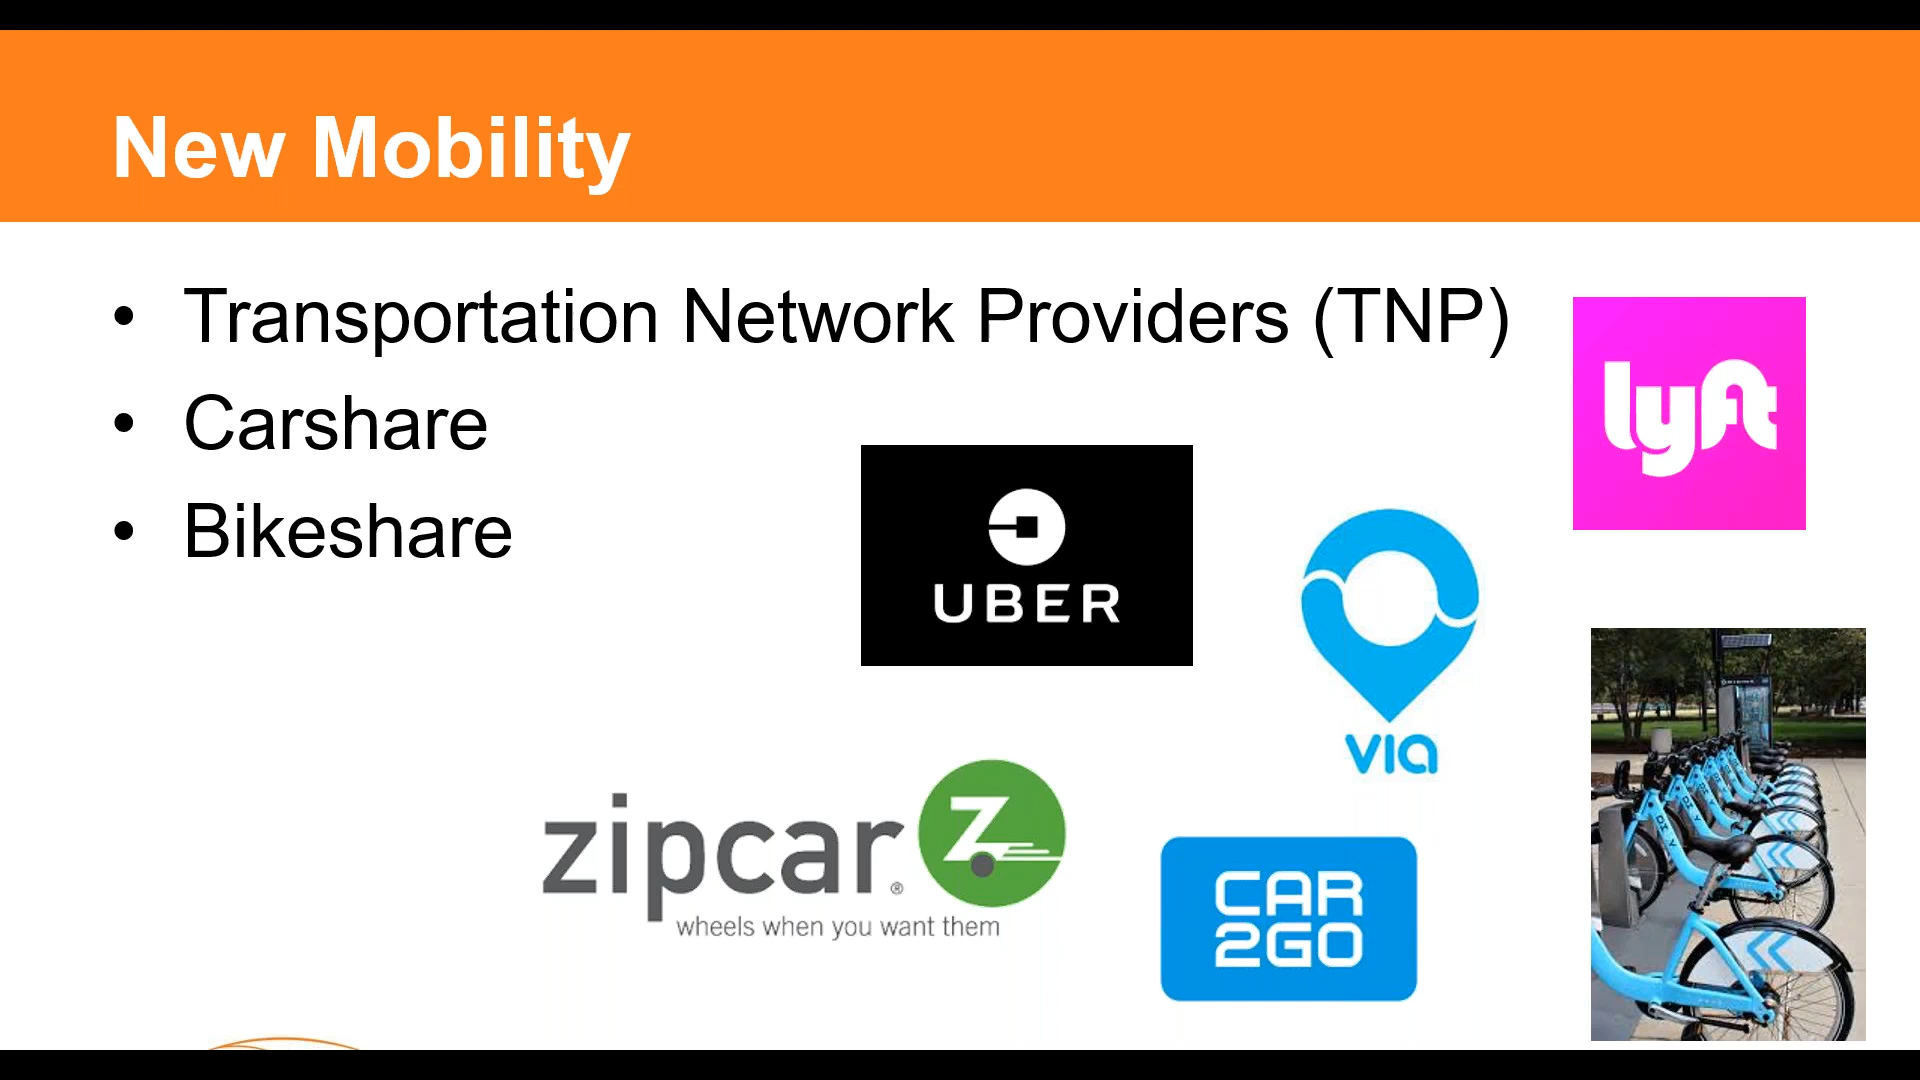 New Mobility
• Transportation Network Providers (TNP)
• Carshare
• Bikeshare
lyft
UBER
VIA
zipcar®
wheels when you want them
CAR
2GO
DIVVY